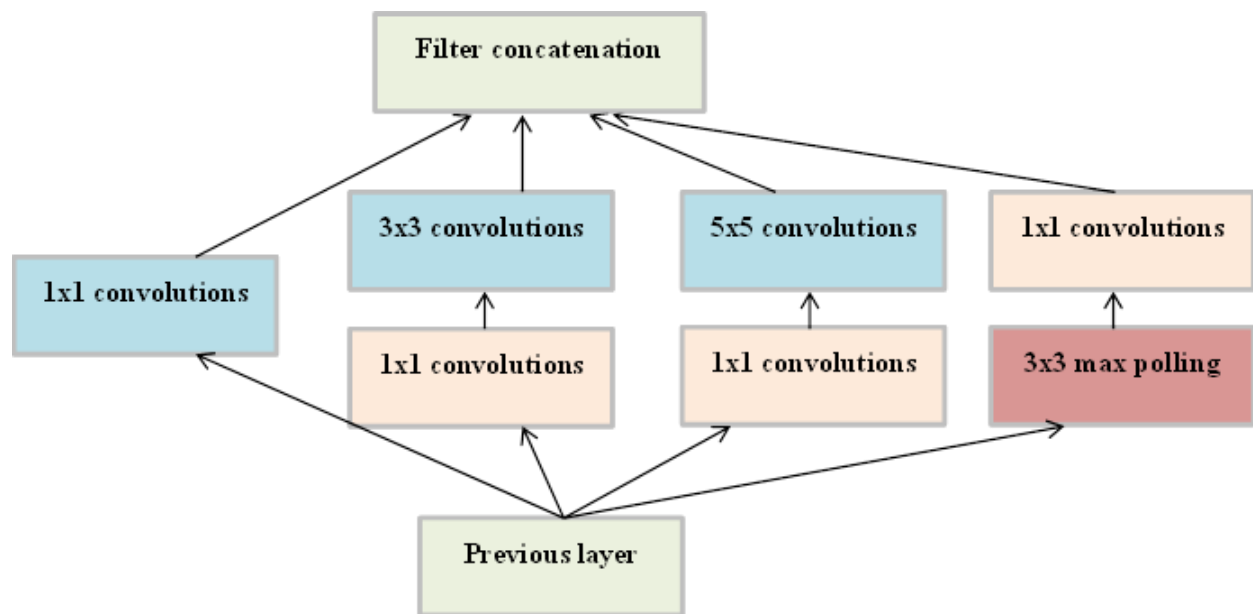 Filter concatenation
3x3 convolutions
5x5 convolutions
1x1 convolutions
1x1 convolutions
1x1 convolutions
1x1 convolutions
3x3 max polling
Previous layer